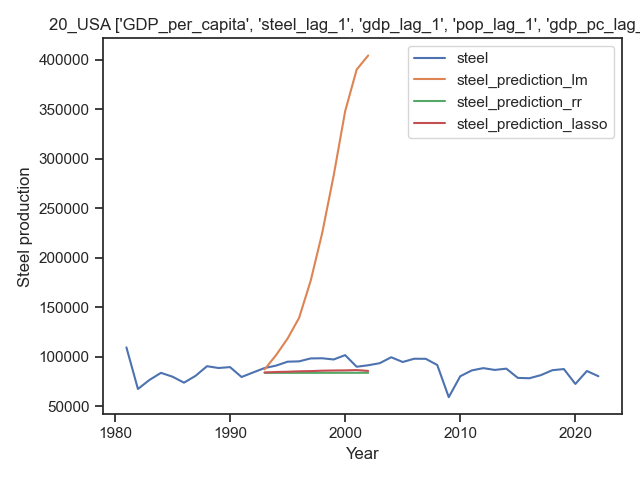 20_USA ['GDP_per_capita', 'steel_lag_1', 'gdp_lag_1', 'pop_lag_1', 'gdp_pc_lag_
steel
steel_prediction_lm
steel_prediction_rr
steel_prediction_lasso
400000
350000
300000
250000
200000
150000
100000
50000
Steel production
1980
1990
2000
2010
2020
Year